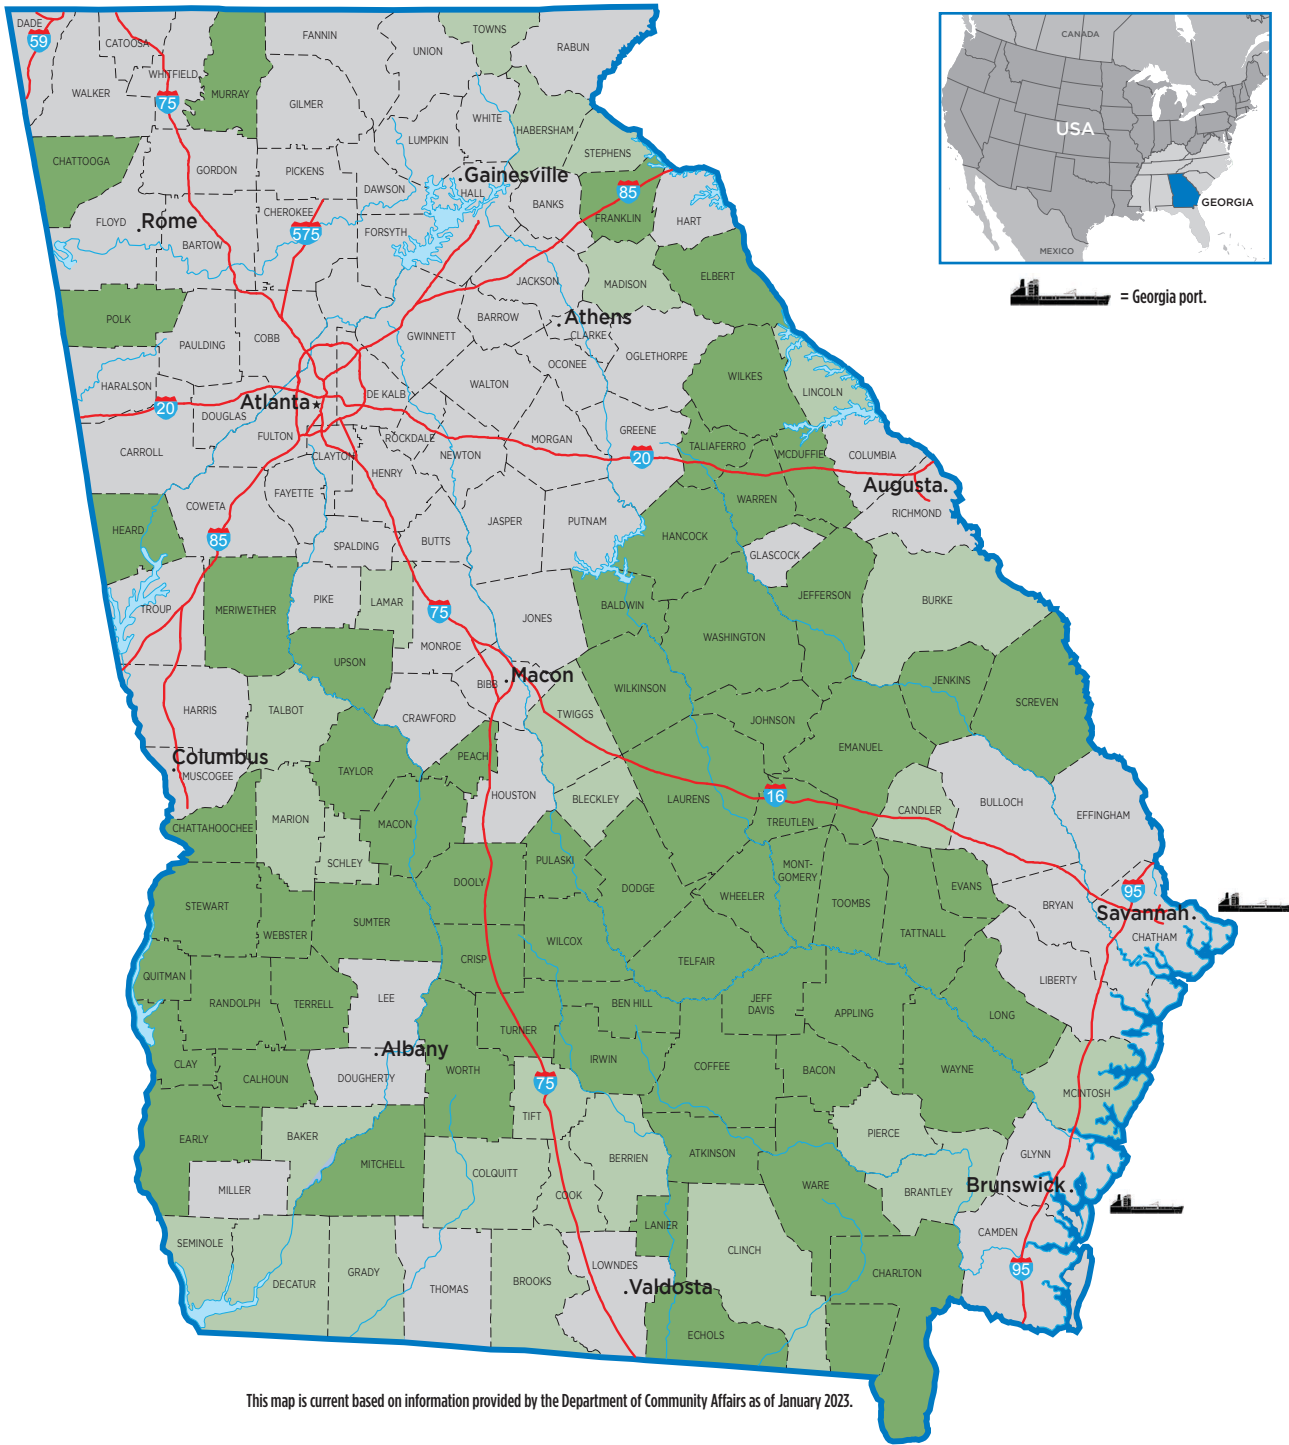 DADE
59
CATOOSA
FANNIN
TOWNS
UNION
RABUN
WHITFIELD
WALKER
75
MURRAY
GILMER
WHITE
HABERSHAM
LUMPKIN
STEPHENS
CHATTOOGA
GORDON
PICKENS
DAWSON
.Gainesville
HALL
BANKS
85
FRANKLIN
HART
FLOYD
.Rome
CHEROKEE
575
FORSYTH
BARTOW
JACKSON
MADISON
ELBERT
POLK
PAULDING
COBB
GWINNETT
BARROW
.Athens
CLARKE
OCONEE
OGLETHORPE
HARALSON
20
DOUGLAS
Atlanta
DE KALB
WALTON
WILKES
LINCOLN
CARROLL
FULTON
CLAYTON
ROCKDALE
NEWTON
HENRY
MORGAN
GREENE
20
TALIAFERRO
MCDUFFIE
COLUMBIA
Augusta.
RICHMOND
HEARD
COWETA
85
FAYETTE
SPALDING
BUTTS
JASPER
PUTNAM
HANCOCK
WARREN
GLASCOCK
JEFFERSON
BURKE
TROUP
MERIWETHER
PIKE
LAMAR
75
MONROE
JONES
BALDWIN
WASHINGTON
UPSON
BIBB
.Macon
WILKINSON
JENKINS
SCREVEN
HARRIS
TALBOT
CRAWFORD
TWIGGS
JOHNSON
EMANUEL
Columbus
.
MUSCOGEE
TAYLOR
PEACH
HOUSTON
BLECKLEY
LAURENS
16
TREUTLEN
CANDLER
BULLOCH
EFFINGHAM
CHATTAHOOCHEE
MARION
MACON
SCHLEY
DOOLY
PULASKI
DODGE
WHEELER
MONT-
GOMERY
TOOMBS
EVANS
BRYAN
95
Savannah.
CHATHAM
STEWART
WEBSTER
SUMTER
CRISP
WILCOX
TELFAIR
TATTNALL
QUITMAN
RANDOLPH
TERRELL
LEE
TURNER
BEN HILL
JEFF
DAVIS
APPLING
LONG
LIBERTY
CLAY
CALHOUN
.Albany
DOUGHERTY
WORTH
75
IRWIN
COFFEE
BACON
WAYNE
MCINTOSH
EARLY
BAKER
MITCHELL
TIFT
BERRIEN
ATKINSON
PIERCE
GLYNN
MILLER
COLQUITT
COOK
LANIER
WARE
BRANTLEY
Brunswick.
SEMINOLE
DECATUR
GRADY
THOMAS
BROOKS
LOWNDES
.Valdosta
CLINCH
CHARLTON
CAMDEN
95
ECHOLS
CANADA
USA
GEORGIA
MEXICO
= Georgia port.
This map is current based on information provided by the Department of Community Affairs as of January 2023.